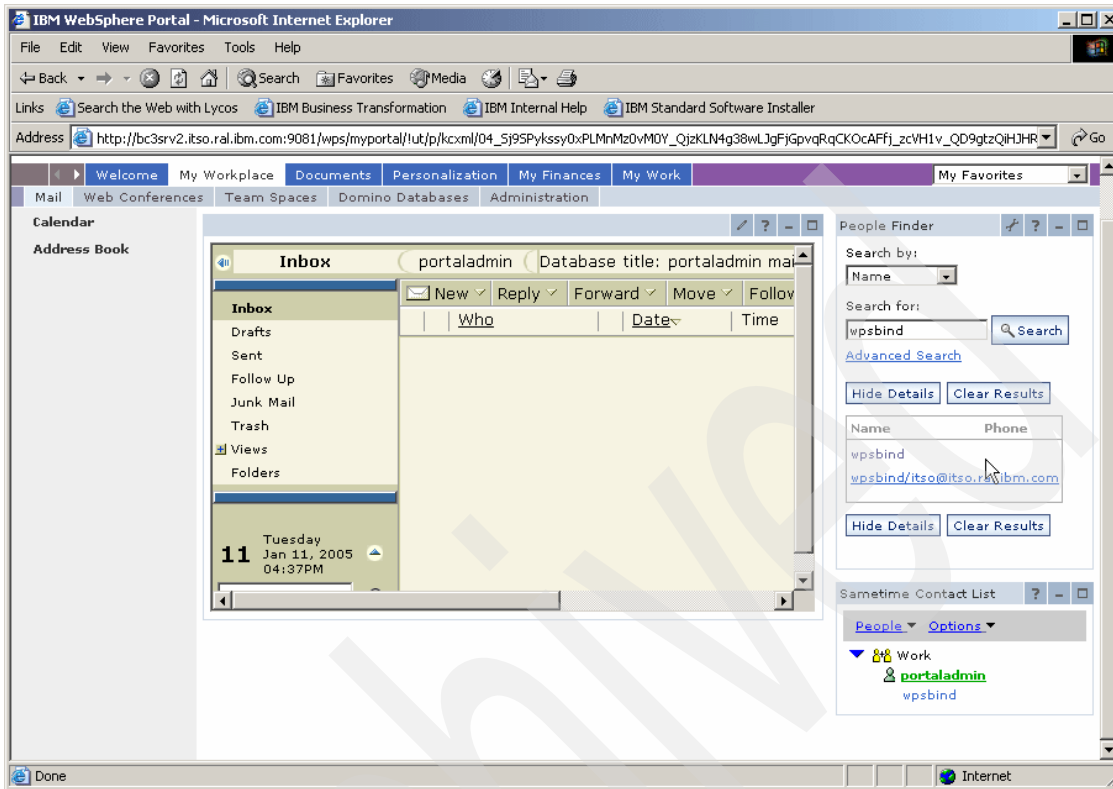 IBM WebSphere Portal - Microsoft Internet Explorer
File Edit View Favorites Tools Help
Back Search Favorites Media
Links Search the Web with Lycos IBM Business Transformation IBM Internal Help IBM Standard Software Installer
Address http://bc3srv2.itso.ral.ibm.com:9081/wps/myportal/!ut/p/kcxml/ Go
Welcome My Workplace Documents Personalization My Finances My Work My Favorites
Mail Web Conferences Team Spaces Domino Databases Administration
Calendar
Address Book
Inbox portaladmin Database title: portaladmin mai
New Reply Forward Move Follow
Who Date Time
Inbox
Drafts
Sent
Follow Up
Junk Mail
Trash
Views
Folders
11 Tuesday
Jan 11, 2005
04:37PM
People Finder
Search by:
Name
Search for:
wpsbind Search
Advanced Search
Hide Details Clear Results
Name Phone
wpsbind
wpsbind/itso@itso.ral.ibm.com
Hide Details Clear Results
Sametime Contact List
People Options
Work
portaladmin
wpsbind
Done Internet